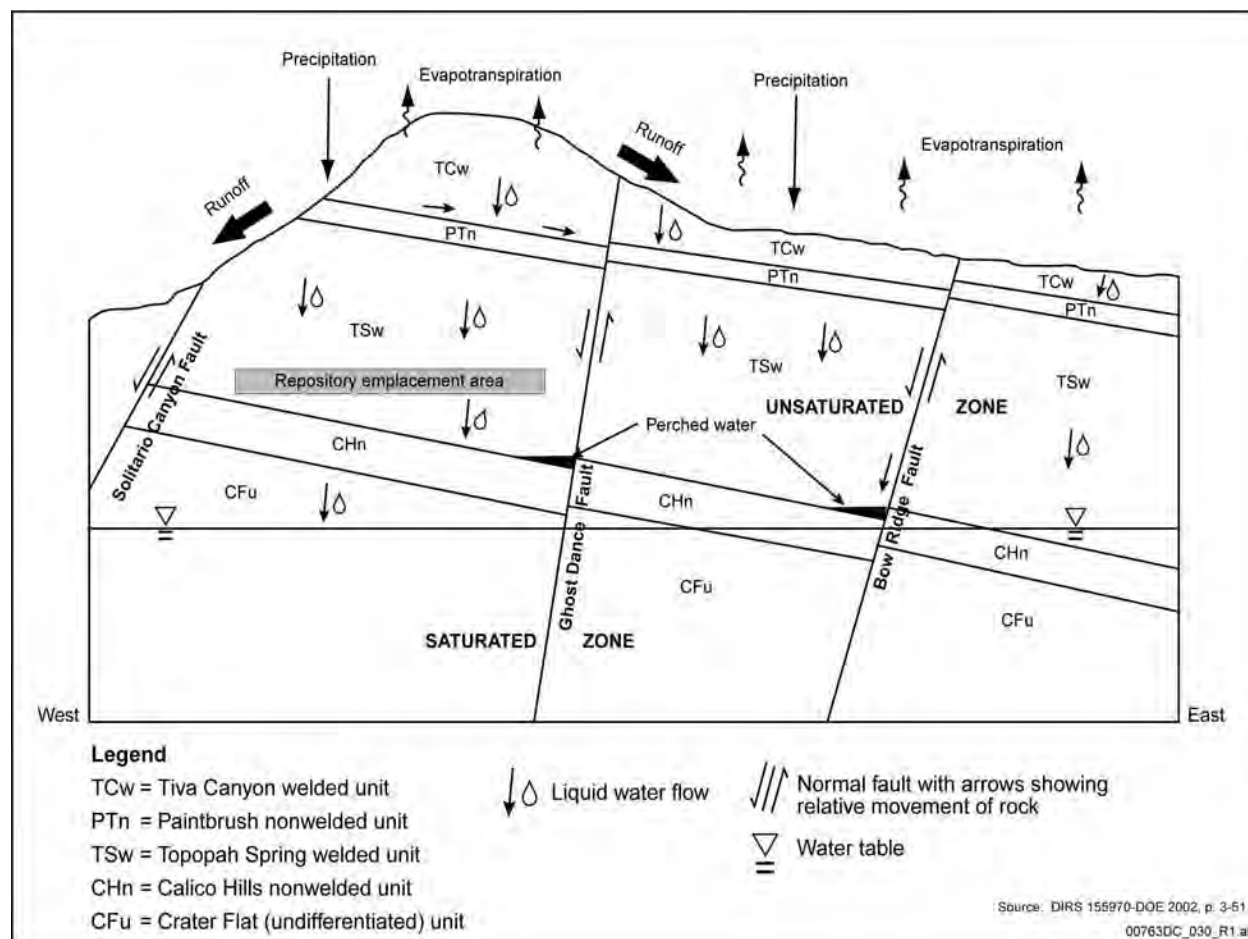 Precipitation
Evapotranspiration
Precipitation
Evapotranspiration
Runoff
Runoff
TCw
PTn
TCw
PTn
TCw
PTn
TSw
TSw
TSw
Solitario Canyon Fault
Repository emplacement area
UNSATURATED ZONE
Perched water
CHn
CHn
CHn
CFu
CFu
CFu
Ghost Dance Fault
Bow Ridge Fault
SATURATED ZONE
West
East
Legend
TCw = Tiva Canyon welded unit
PTn = Paintbrush nonwelded unit
TSw = Topopah Spring welded unit
CHn = Calico Hills nonwelded unit
CFu = Crater Flat (undifferentiated) unit
Liquid water flow
Normal fault with arrows showing
relative movement of rock
Water table
Source: DIRS 155970-DOE 2002, p. 3-51
00763DC_030_R1.a